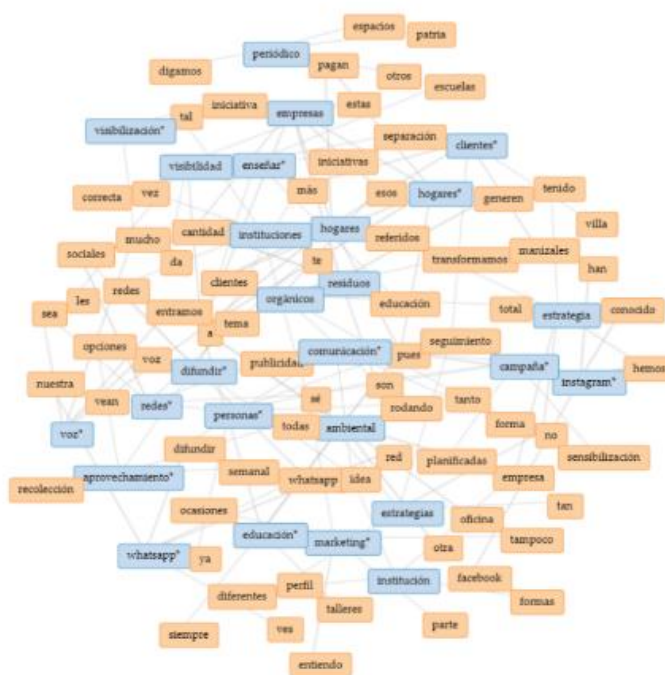 espacios
patria
periódico
digamos
pagan
otros
escuelas
iniciativa
tal
empresas
estas
visibilización*
separación
clientes*
visibilidad
enseñar*
iniciativas
más
esos
hogares*
generen
tenido
correcta
vez
villa
cantidad
instituciones
hogares
referidos
mucho
sociales
da
te
transformamos
manizales
han
clientes
residuos
redes
orgánicos
educación
les
sea
entramos
total
estrategia
conocido
a
tema
opciones
voz
publicidad
comunicación*
pues
seguimiento
difundir*
campaña*
hemos
instagram*
nuestra
vean
son
redes*
personas*
sé
rodando
tanto
forma
voz*
todas
ambiental
no
difundir
red
sensibilización
recolección
aprovechamiento*
semanal
whatsapp
idea
planificadas
empresa
ocasiones
estrategias
oficina
tan
educación*
marketing*
otra
tampoco
whatsapp*
ya
diferentes
perfil
institución
facebook
formas
talleres
siempre
ves
parte
entiendo